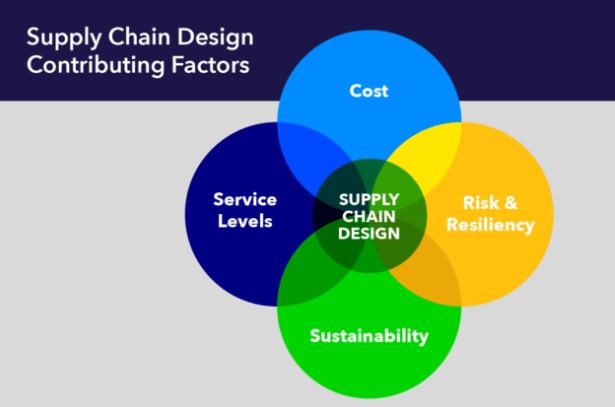 Supply Chain Design
Contributing Factors
Cost
Service
Levels
SUPPLY
CHAIN
DESIGN
Risk &
Resiliency
Sustainability